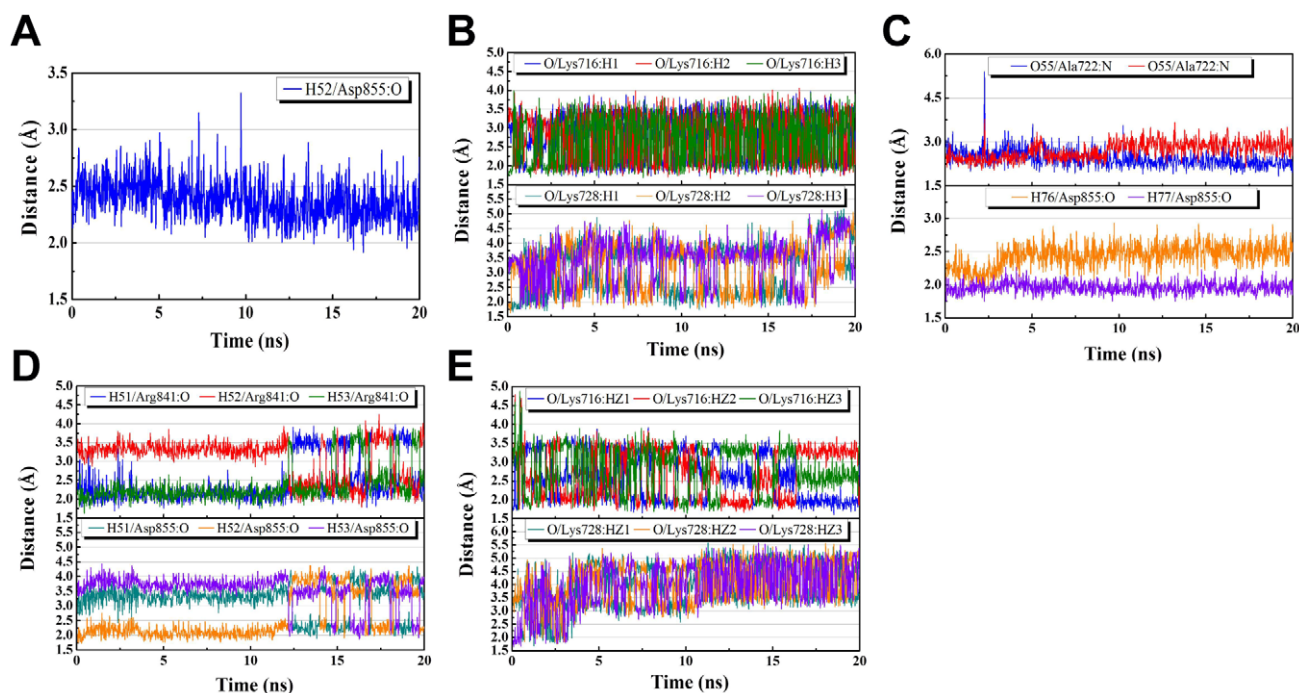 A
3.5
3.0
2.5
2.0
1.5
Distance (Å)
H52/Asp855:O
0 5 10 15 20
Time (ns)
B
5.0
4.5
4.0
3.5
3.0
2.5
2.0
1.5
O/Lys716:H1 O/Lys716:H2 O/Lys716:H3
Distance (Å)
5.0
4.5
4.0
3.5
3.0
2.5
2.0
1.5
O/Lys728:H1 O/Lys728:H2 O/Lys728:H3
0 5 10 15 20
Time (ns)
C
6.0
4.5
3.0
1.5
O55/Ala722:N O55/Ala722:N
Distance (Å)
3.0
2.5
2.0
1.5
H76/Asp855:O H77/Asp855:O
0 5 10 15 20
Time (ns)
D
5.0
4.5
4.0
3.5
3.0
2.5
2.0
1.5
H51/Arg841:O H52/Arg841:O H53/Arg841:O
Distance (Å)
5.5
5.0
4.5
4.0
3.5
3.0
2.5
2.0
1.5
H51/Asp855:O H52/Asp855:O H53/Asp855:O
0 5 10 15 20
Time (ns)
E
5.0
4.5
4.0
3.5
3.0
2.5
2.0
1.5
O/Lys716:HZ1 O/Lys716:HZ2 O/Lys716:HZ3
Distance (Å)
6.0
5.5
5.0
4.5
4.0
3.5
3.0
2.5
2.0
1.5
O/Lys728:HZ1 O/Lys728:HZ2 O/Lys728:HZ3
0 5 10 15 20
Time (ns)